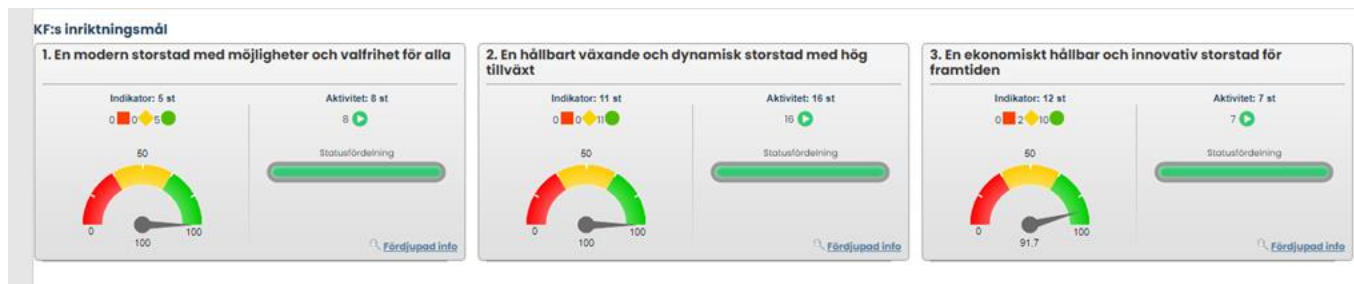 KF:s inriktningsmål
1. En modern storstad med möjligheter och valfrihet för alla
Indikator: 5 st
Aktivitet: 8 st
0 0 5
8
Statusfördelning
50
0
100
100
Fördjupad info
2. En hållbart växande och dynamisk storstad med hög
tillväxt
Indikator: 11 st
Aktivitet: 16 st
0 0 11
16
Statusfördelning
50
0
100
100
Fördjupad info
3. En ekonomiskt hållbar och innovativ storstad för
framtiden
Indikator: 12 st
Aktivitet: 7 st
0 2 10
7
Statusfördelning
50
0
100
91.7
Fördjupad info